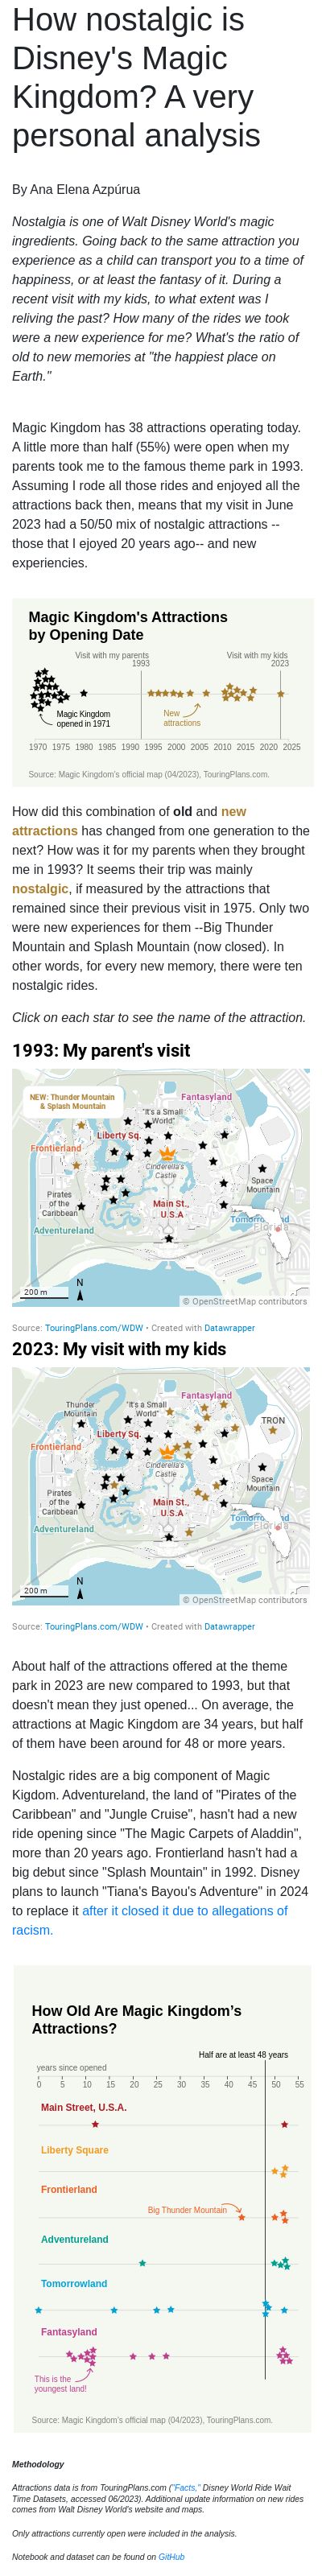 How nostalgic is
Disney's Magic
Kingdom? A very
personal analysis
By Ana Elena Azpúrua
Nostalgia is one of Walt Disney World's magic
ingredients. Going back to the same attraction you
experience as a child can transport you to a time of
happiness, or at least the fantasy of it. During a
recent visit with my kids, to what extent was I
reliving the past? How many of the rides we took
were a new experience for me? What's the ratio of
old to new memories at "the happiest place on
Earth."
Magic Kingdom has 38 attractions operating today.
A little more than half (55%) were open when my
parents took me to the famous theme park in 1993.
Assuming I rode all those rides and enjoyed all the
attractions back then, means that my visit in June
2023 had a 50/50 mix of nostalgic attractions --
those that I ejoyed 20 years ago-- and new
experiencies.
Magic Kingdom's Attractions
by Opening Date
Visit with my parents
1993
Visit with my kids
2023
Magic Kingdom
opened in 1971
New
attractions
1970 1975 1980 1985 1990 1995 2000 2005 2010 2015 2020 2025
Source: Magic Kingdom's official map (04/2023), TouringPlans.com.
How did this combination of old and new
attractions has changed from one generation to the
next? How was it for my parents when they brought
me in 1993? It seems their trip was mainly
nostalgic, if measured by the attractions that
remained since their previous visit in 1975. Only two
were new experiences for them --Big Thunder
Mountain and Splash Mountain (now closed). In
other words, for every new memory, there were ten
nostalgic rides.
Click on each star to see the name of the attraction.
1993: My parent's visit
NEW: Thunder Mountain
& Splash Mountain
Fantasyland
"It's a Small
World"
Liberty Sq.
Frontierland
Cinderella's
Castle
Space
Mountain
Pirates
of the
Caribbean
Main St.,
U.S.A
Adventureland
Florida
200 m
N
© OpenStreetMap contributors
Source: TouringPlans.com/WDW • Created with Datawrapper
2023: My visit with my kids
Fantasyland
Thunder
Mountain
"It's a Small
World"
TRON
Liberty Sq.
Frontierland
Cinderella's
Castle
Space
Mountain
Pirates
of the
Caribbean
Main St.,
U.S.A
Adventureland
Florida
200 m
N
© OpenStreetMap contributors
Source: TouringPlans.com/WDW • Created with Datawrapper
About half of the attractions offered at the theme
park in 2023 are new compared to 1993, but that
doesn't mean they just opened... On average, the
attractions at Magic Kingdom are 34 years, but half
of them have been around for 48 or more years.
Nostalgic rides are a big component of Magic
Kigdom. Adventureland, the land of "Pirates of the
Caribbean" and "Jungle Cruise", hasn't had a new
ride opening since "The Magic Carpets of Aladdin",
more than 20 years ago. Frontierland hasn't had a
big debut since "Splash Mountain" in 1992. Disney
plans to launch "Tiana's Bayou's Adventure" in 2024
to replace it after it closed it due to allegations of
racism.
How Old Are Magic Kingdom's
Attractions?
Half are at least 48 years
years since opened
0 5 10 15 20 25 30 35 40 45 50 55
Main Street, U.S.A.
Liberty Square
Frontierland
Big Thunder Mountain
Adventureland
Tomorrowland
Fantasyland
This is the
youngest land!
Source: Magic Kingdom's official map (04/2023), TouringPlans.com.
Methodology
Attractions data is from TouringPlans.com ("Facts," Disney World Ride Wait
Time Datasets, accessed 06/2023). Additional update information on new rides
comes from Walt Disney World's website and maps.
Only attractions currently open were included in the analysis.
Notebook and dataset can be found on GitHub